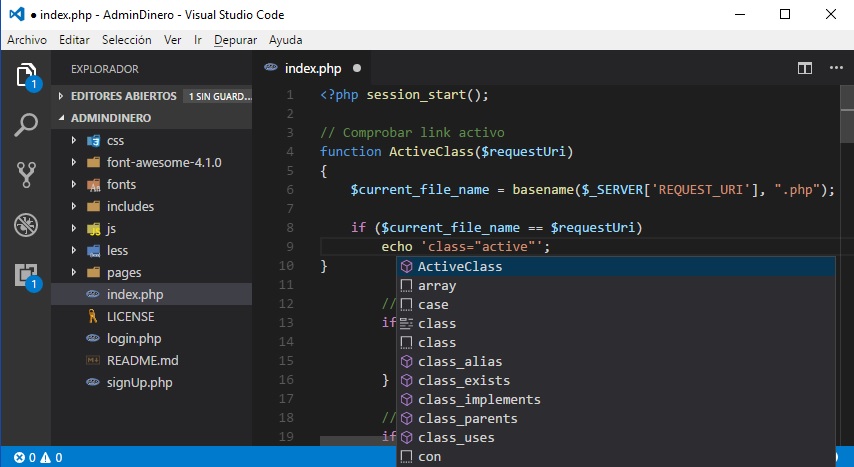 ● index.php - AdminDinero - Visual Studio Code
Archivo Editar Selección Ver Ir Depurar Ayuda
EXPLORADOR
1
EDITORES ABIERTOS 1 SIN GUARD...
ADMINDINERO
css
font-awesome-4.1.0
fonts
includes
js
less
pages
index.php
LICENSE
login.php
README.md
signUp.php
1
index.php ●
1 <?php session_start();
2
3 // Comprobar link activo
4 function ActiveClass($requestUri)
5 {
6 $current_file_name = basename($_SERVER['REQUEST_URI'], ".php");
7
8 if ($current_file_name == $requestUri)
9 echo 'class="active"';
10 }
11
12 //
13 if
14
15
16 }
17
18 //
19 if
ActiveClass
array
case
class
class
class_alias
class_exists
class_implements
class_parents
class_uses
con
0 0